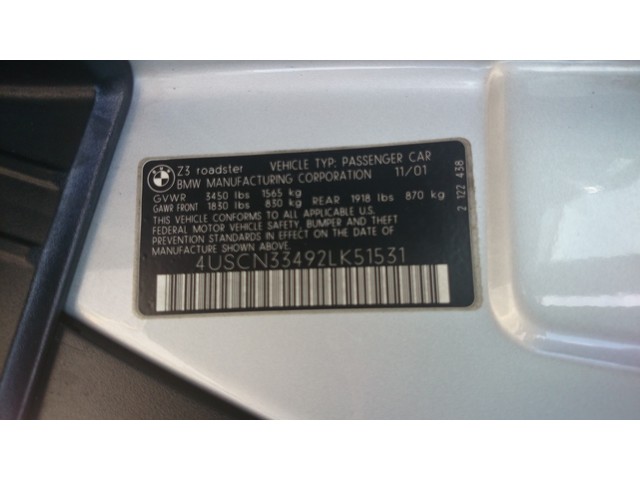 BMW
Z3 roadster VEHICLE TYP: PASSENGER CAR
BMW MANUFACTURING CORPORATION 11/01
GVWR 3450 lbs 1565 kg
GAWR FRONT 1830 lbs 830 kg REAR 1918 lbs 870 kg
THIS VEHICLE CONFORMS TO ALL APPLICABLE
FEDERAL MOTOR VEHICLE SAFETY, BUMPER AND THEFT
PREVENTION STANDARDS IN EFFECT ON THE DATE OF
MANUFACTURE SHOWN ABOVE.
4USCN33492LK51531
2 122 438